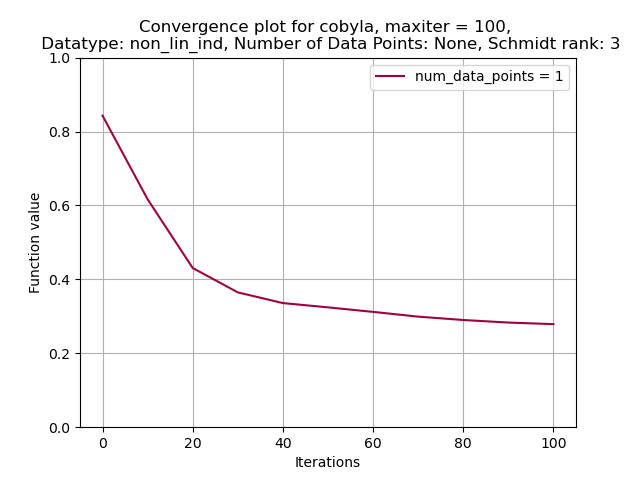 Convergence plot for cobyla, maxiter = 100,
Datatype: non_lin_ind, Number of Data Points: None, Schmidt rank: 3
num_data_points = 1
Function value
1.0
0.8
0.6
0.4
0.2
0.0
0 20 40 60 80 100
Iterations